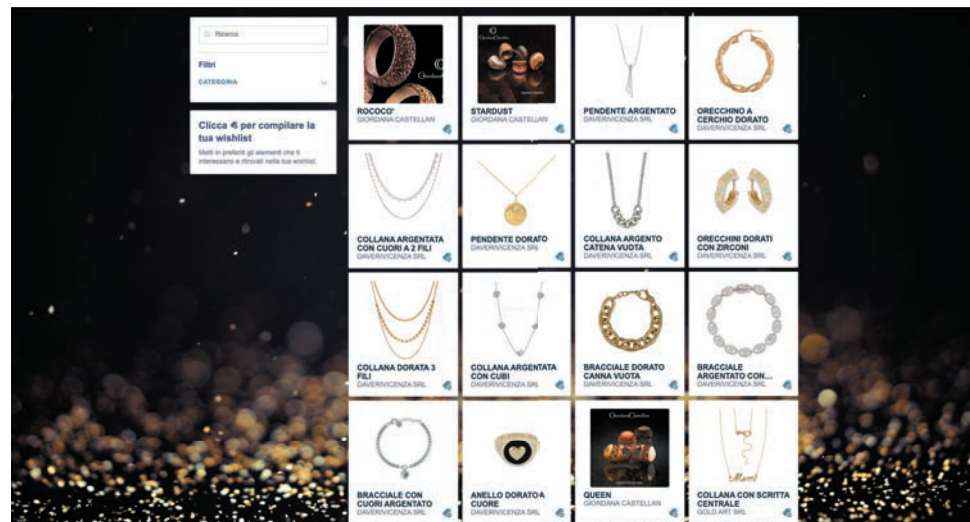 Ricerca
Filtri
CATEGORIA
Clicca per compilare la
tua wishlist
Metti in preferiti gli elementi che ti
interessano e ritrovali nella tua wishlist.
ROCOCO'
GIORDANA CASTELLAN
STARDUST
GIORDANA CASTELLAN
PENDENTE ARGENTATO
DAVERIVICENZA SRL
ORECCHINO A
CERCHIO DORATO
DAVERIVICENZA SRL
COLLANA ARGENTATA
CON CUORI A 2 FILI
DAVERIVICENZA SRL
PENDENTE DORATO
DAVERIVICENZA SRL
COLLANA ARGENTO
CATENA VUOTA
DAVERIVICENZA SRL
ORECCHINI DORATI
CON ZIRCONI
DAVERIVICENZA SRL
COLLANA DORATA 3
FILI
DAVERIVICENZA SRL
COLLANA ARGENTATA
CON CUBI
DAVERIVICENZA SRL
BRACCIALE DORATO
CANNA VUOTA
DAVERIVICENZA SRL
BRACCIALE
ARGENTATO CON...
DAVERIVICENZA SRL
BRACCIALE CON
CUORI ARGENTATO
DAVERIVICENZA SRL
ANELLO DORATO A
CUORE
DAVERIVICENZA SRL
QUEEN
GIORDANA CASTELLAN
Mami
COLLANA CON SCRITTA
CENTRALE
GOLD ART SRL